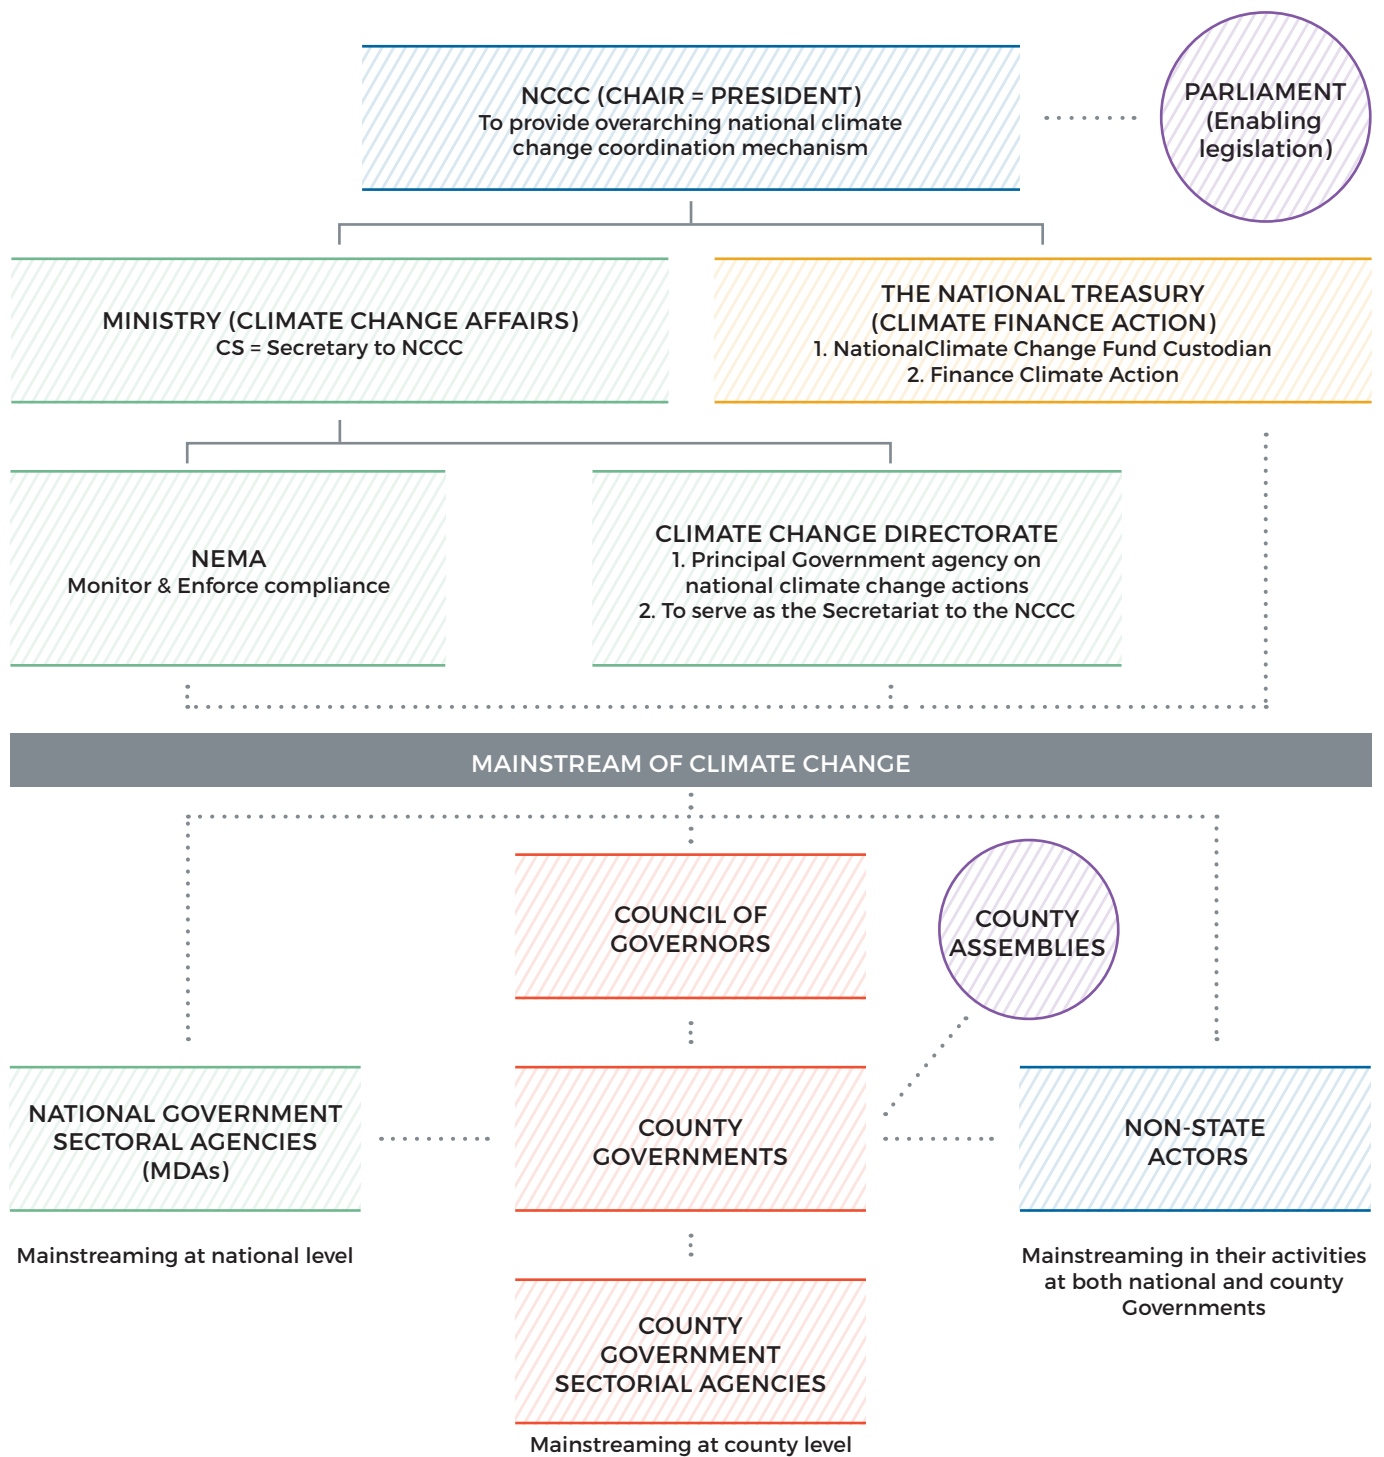 NCCC (CHAIR = PRESIDENT)
To provide overarching national climate
change coordination mechanism
PARLIAMENT
(Enabling
legislation)
MINISTRY (CLIMATE CHANGE AFFAIRS)
CS = Secretary to NCCC
THE NATIONAL TREASURY
(CLIMATE FINANCE ACTION)
1. NationalClimate Change Fund Custodian
2. Finance Climate Action
NEMA
Monitor & Enforce compliance
CLIMATE CHANGE DIRECTORATE
1. Principal Government agency on
national climate change actions
2. To serve as the Secretariat to the NCCC
MAINSTREAM OF CLIMATE CHANGE
COUNCIL OF
GOVERNORS
COUNTY
ASSEMBLIES
NATIONAL GOVERNMENT
SECTORAL AGENCIES
(MDAs)
Mainstreaming at national level
COUNTY
GOVERNMENTS
NON-STATE
ACTORS
Mainstreaming in their activities
at both national and county
Governments
COUNTY
GOVERNMENT
SECTORIAL AGENCIES
Mainstreaming at county level